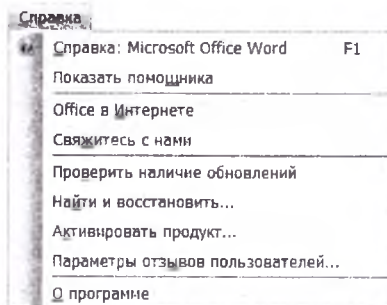 Справка
Справка: Microsoft Office Word F1
Показать помощника
Office в Интернете
Свяжитесь с нами
Проверить наличие обновлений
Найти и восстановить...
Активировать продукт...
Параметры отзывов пользователей...
О программе